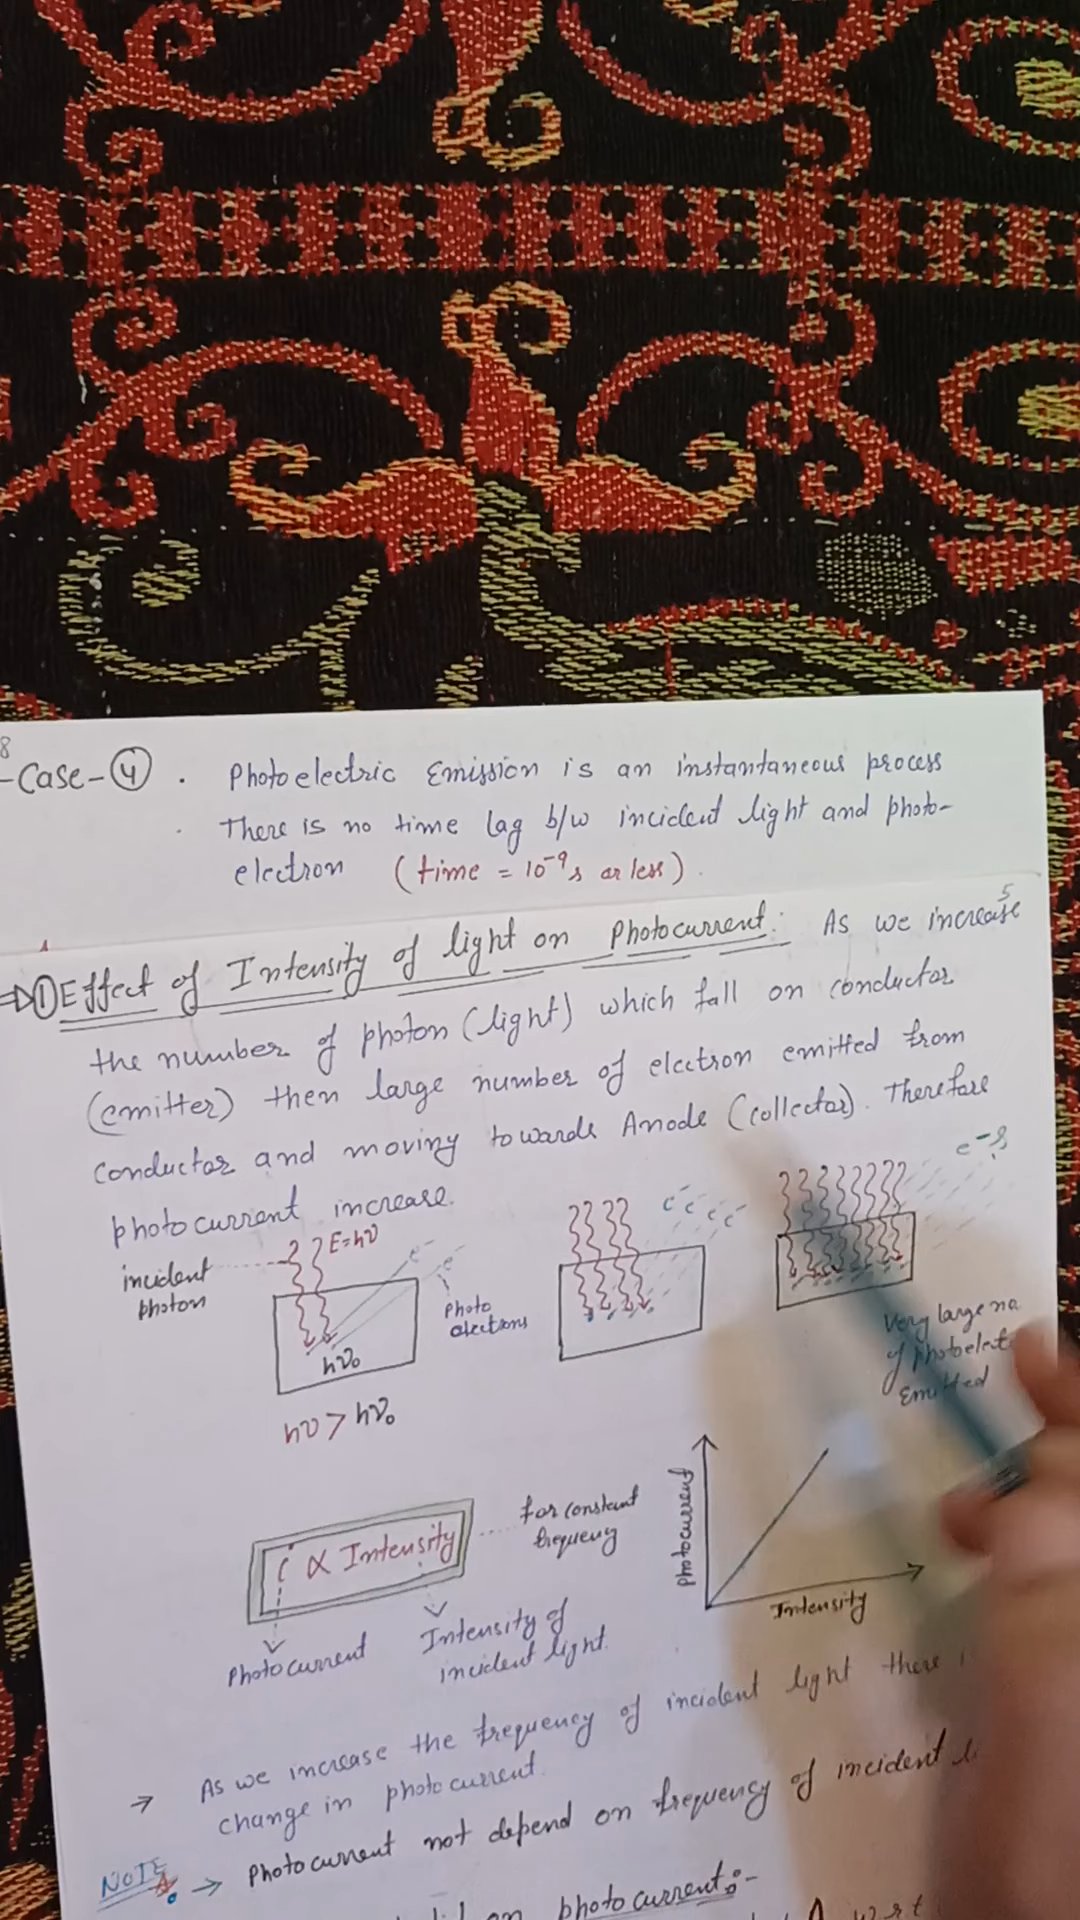 8
-Case-④ . Photoelectric Emission is an instantaneous process
. There is no time lag b/w incident light and photo-
electron (time = 10⁻⁹s or less) .
5
⇒① Effect of Intensity of light on Photocurrent: As we increase
the number of photon (light) which fall on conductor
(emitter) then large number of electron emitted from
conductor and moving towards Anode (collector). Therefore
photocurrent increase.
incident
photon
E=hν
e⁻
e⁻
Photo
electrons
hν₀
hν > hν₀
e⁻ e⁻ e⁻ e⁻
e⁻s
Very large no
of photoelect
Emitted
i ∝ Intensity
for constant
frequency
Photocurrent
Intensity of
incident light.
Photocurrent
Intensity
→ As we increase the frequency of incident light there
change in photocurrent.
NOTE: → Photocurrent not depend on frequency of incident
on photocurrent:-
w.r.t